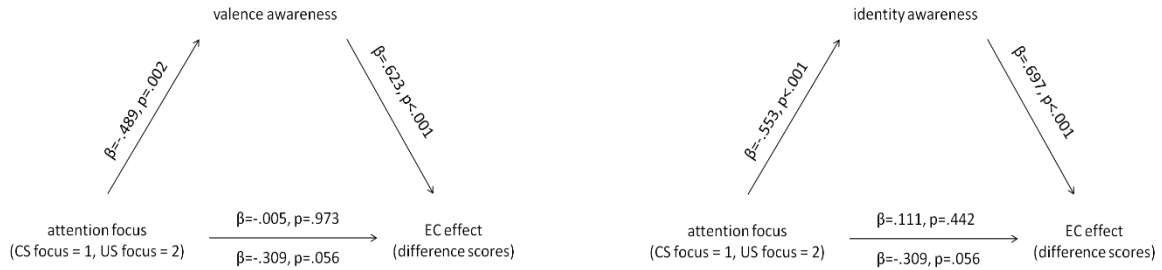 valence awareness
β=-.489, p=.002
β=.623, p<.001
attention focus
(CS focus = 1, US focus = 2)
β=-.005, p=.973
β=-.309, p=.056
EC effect
(difference scores)
identity awareness
β=-.553, p<.001
β=.697, p<.001
attention focus
(CS focus = 1, US focus = 2)
β=.111, p=.442
β=-.309, p=.056
EC effect
(difference scores)